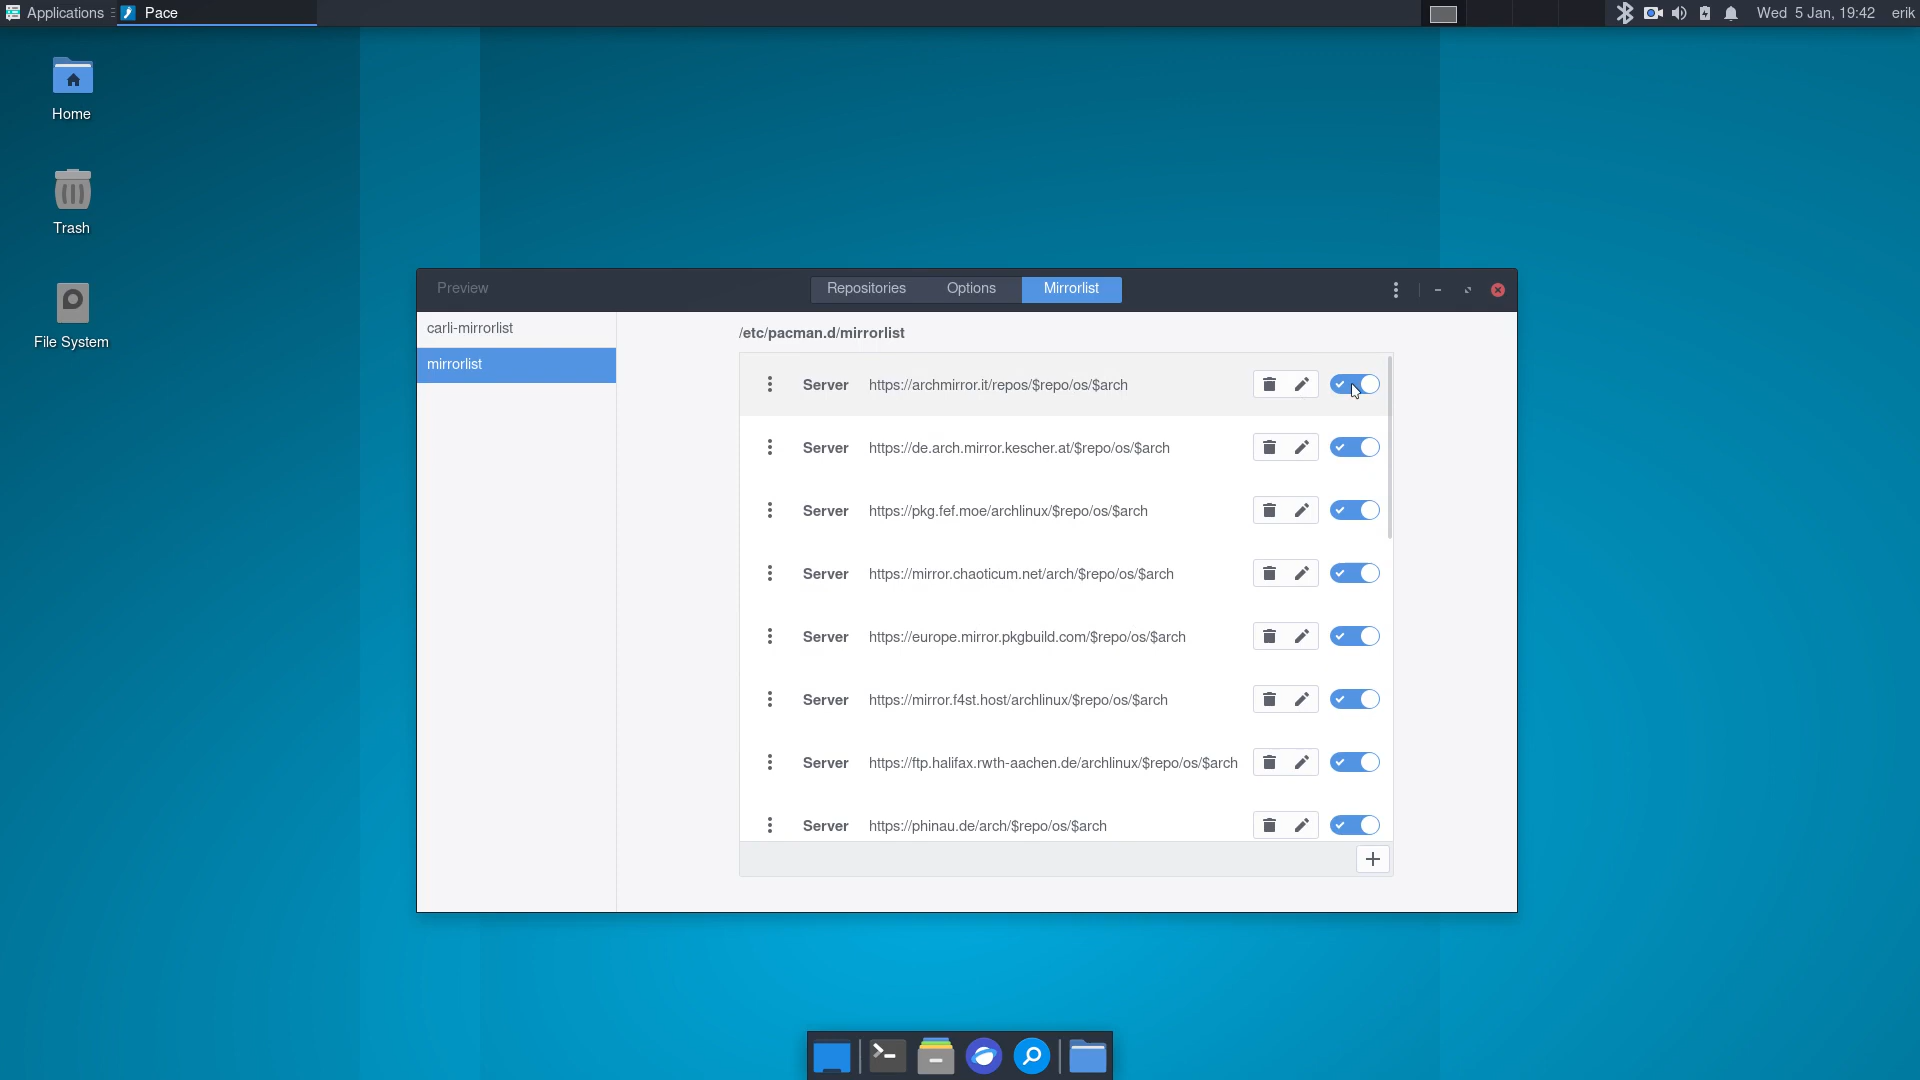 Applications
Pace
Wed 5 Jan, 19:42
erik
Home
Trash
File System
Preview
Repositories
Options
Mirrorlist
carli-mirrorlist
mirrorlist
/etc/pacman.d/mirrorlist
Server https://archmirror.it/repos/$repo/os/$arch
Server https://de.arch.mirror.kescher.at/$repo/os/$arch
Server https://pkg.fef.moe/archlinux/$repo/os/$arch
Server https://mirror.chaoticum.net/arch/$repo/os/$arch
Server https://europe.mirror.pkgbuild.com/$repo/os/$arch
Server https://mirror.f4st.host/archlinux/$repo/os/$arch
Server https://ftp.halifax.rwth-aachen.de/archlinux/$repo/os/$arch
Server https://phinau.de/arch/$repo/os/$arch